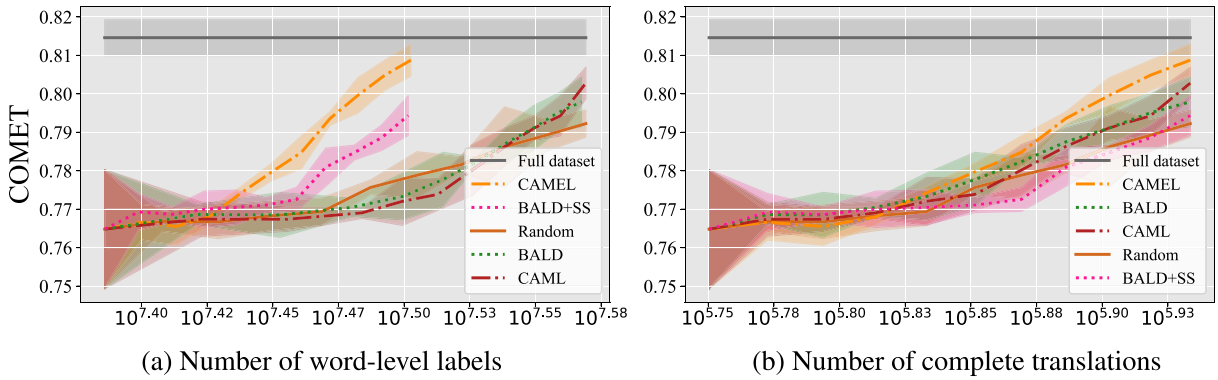 COMET
0.82
0.81
0.80
0.79
0.78
0.77
0.76
0.75
Full dataset
CAMEL
BALD+SS
Random
BALD
CAML
10^7.40
10^7.42
10^7.45
10^7.47
10^7.50
10^7.53
10^7.55
10^7.58
(a) Number of word-level labels
0.82
0.81
0.80
0.79
0.78
0.77
0.76
0.75
Full dataset
CAMEL
BALD
CAML
Random
BALD+SS
10^5.75
10^5.78
10^5.80
10^5.83
10^5.85
10^5.88
10^5.90
10^5.93
(b) Number of complete translations